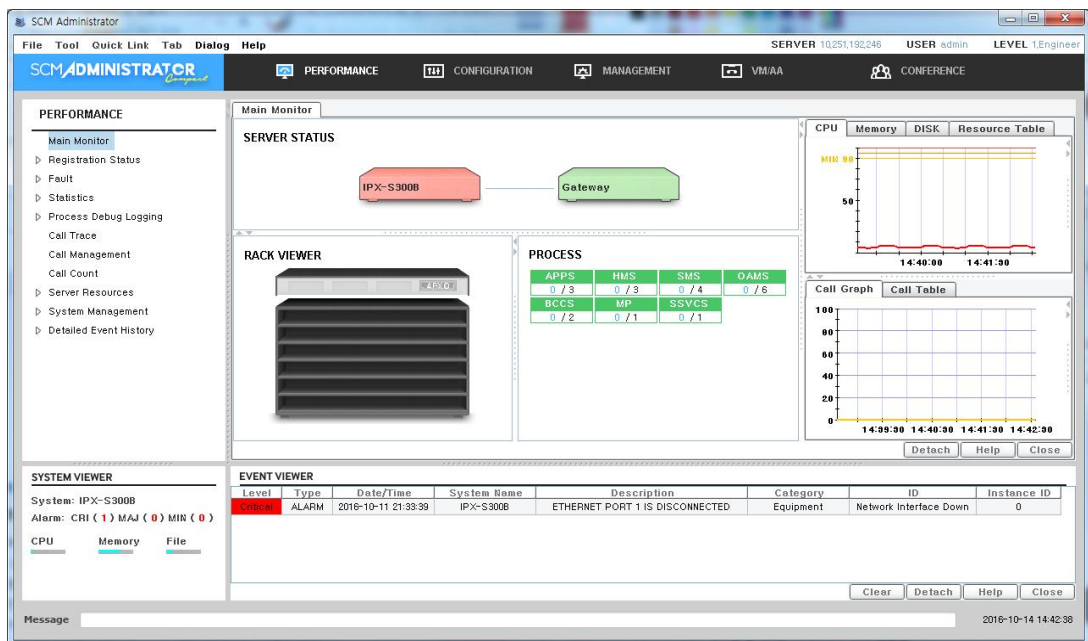 SCM Administrator
File Tool Quick Link Tab Dialog Help
SERVER 10,251,192,246 USER admin LEVEL 1,Engineer
SCM ADMINISTRATOR Compact
PERFORMANCE CONFIGURATION MANAGEMENT VM/AA CONFERENCE
PERFORMANCE
Main Monitor
Registration Status
Fault
Statistics
Process Debug Logging
Call Trace
Call Management
Call Count
Server Resources
System Management
Detailed Event History
Main Monitor
SERVER STATUS
IPX-S300B
Gateway
RACK VIEWER
PROCESS
APPS HMS SMS OAMS
0 / 3 0 / 3 0 / 4 0 / 6
BCCS MP SSVCS
0 / 2 0 / 1 0 / 1
CPU Memory DISK Resource Table
MIN 90
50
14:40:00 14:41:30
Call Graph Call Table
100
80
60
40
20
0
14:39:30 14:40:30 14:41:30 14:42:30
Detach Help Close
SYSTEM VIEWER
System: IPX-S300B
Alarm: CRI ( 1 ) MAJ ( 0 ) MIN ( 0 )
CPU Memory File
EVENT VIEWER
Level Type Date/Time System Name Description Category ID Instance ID
Critical ALARM 2016-10-11 21:33:39 IPX-S300B ETHERNET PORT 1 IS DISCONNECTED Equipment Network Interface Down 0
Clear Detach Help Close
Message
2016-10-14 14:42:38